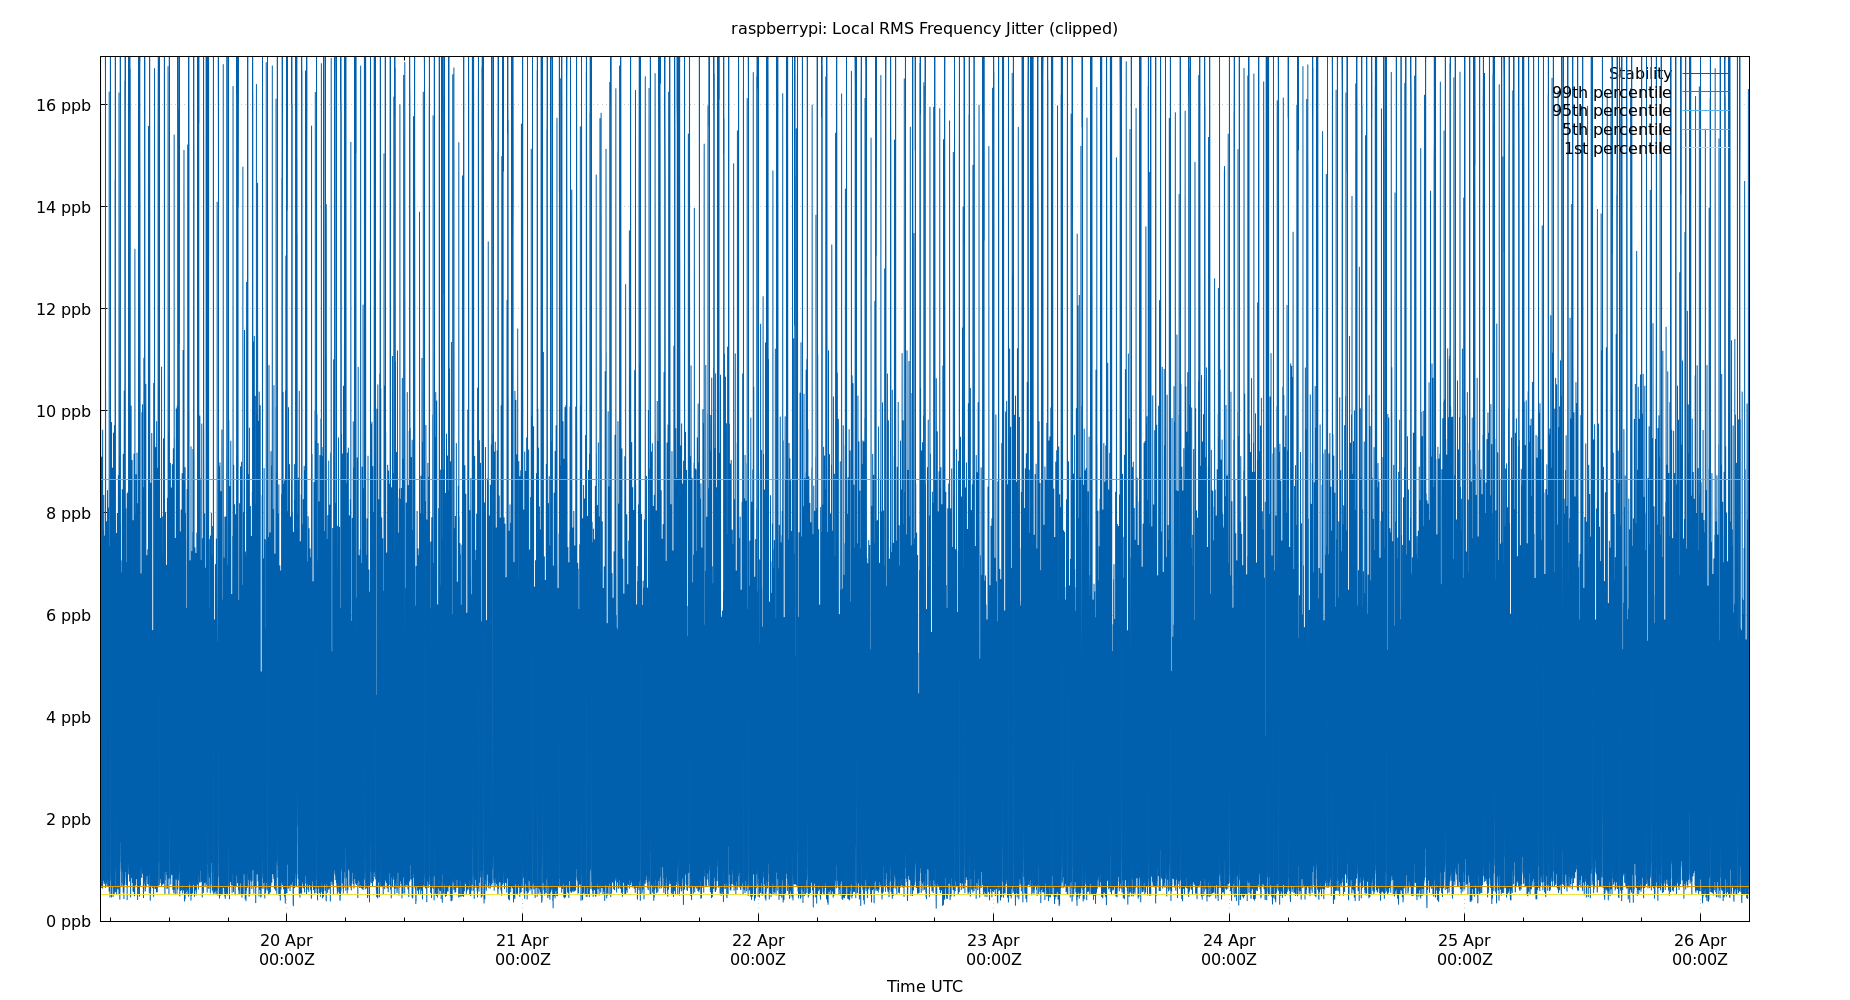 raspberrypi: Local RMS Frequency Jitter (clipped)
Stability
99th percentile
95th percentile
5th percentile
1st percentile
16 ppb
14 ppb
12 ppb
10 ppb
8 ppb
6 ppb
4 ppb
2 ppb
0 ppb
20 Apr 21 Apr 22 Apr 23 Apr 24 Apr 25 Apr 26 Apr
00:00Z 00:00Z 00:00Z 00:00Z 00:00Z 00:00Z 00:00Z
Time UTC